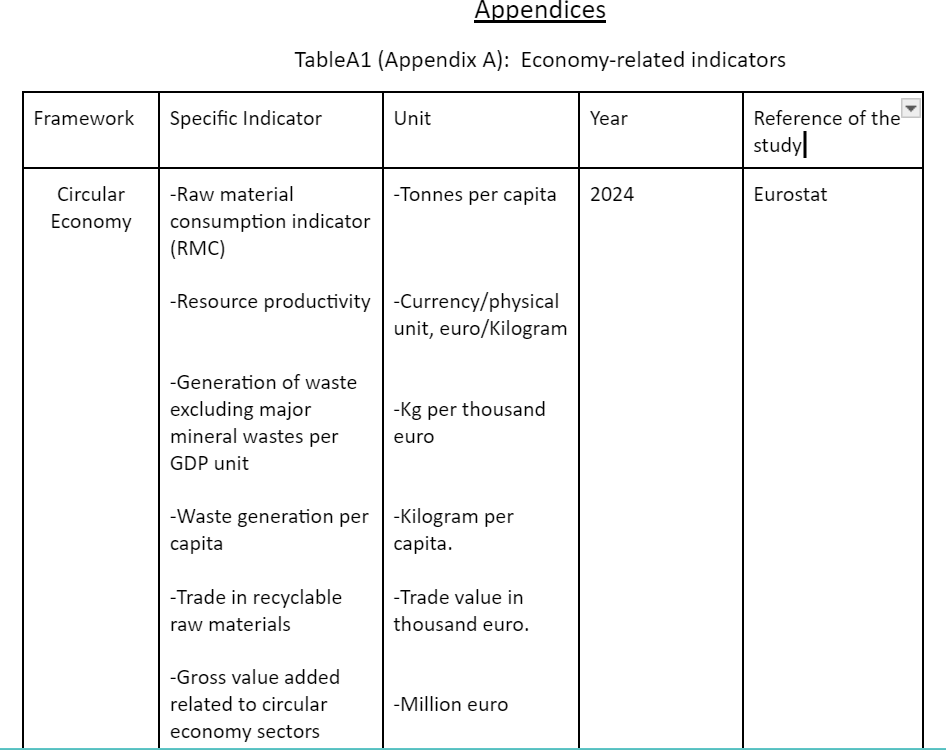 Appendices
TableA1 (Appendix A):  Economy-related indicators
Framework
Specific Indicator
Unit
Year
Reference of the
study
Circular
Economy
-Raw material
consumption indicator
(RMC)
-Tonnes per capita
2024
Eurostat
-Resource productivity
-Currency/physical
unit, euro/Kilogram
-Generation of waste
excluding major
mineral wastes per
GDP unit
-Kg per thousand
euro
-Waste generation per
capita
-Kilogram per
capita.
-Trade in recyclable
raw materials
-Trade value in
thousand euro.
-Gross value added
related to circular
economy sectors
-Million euro